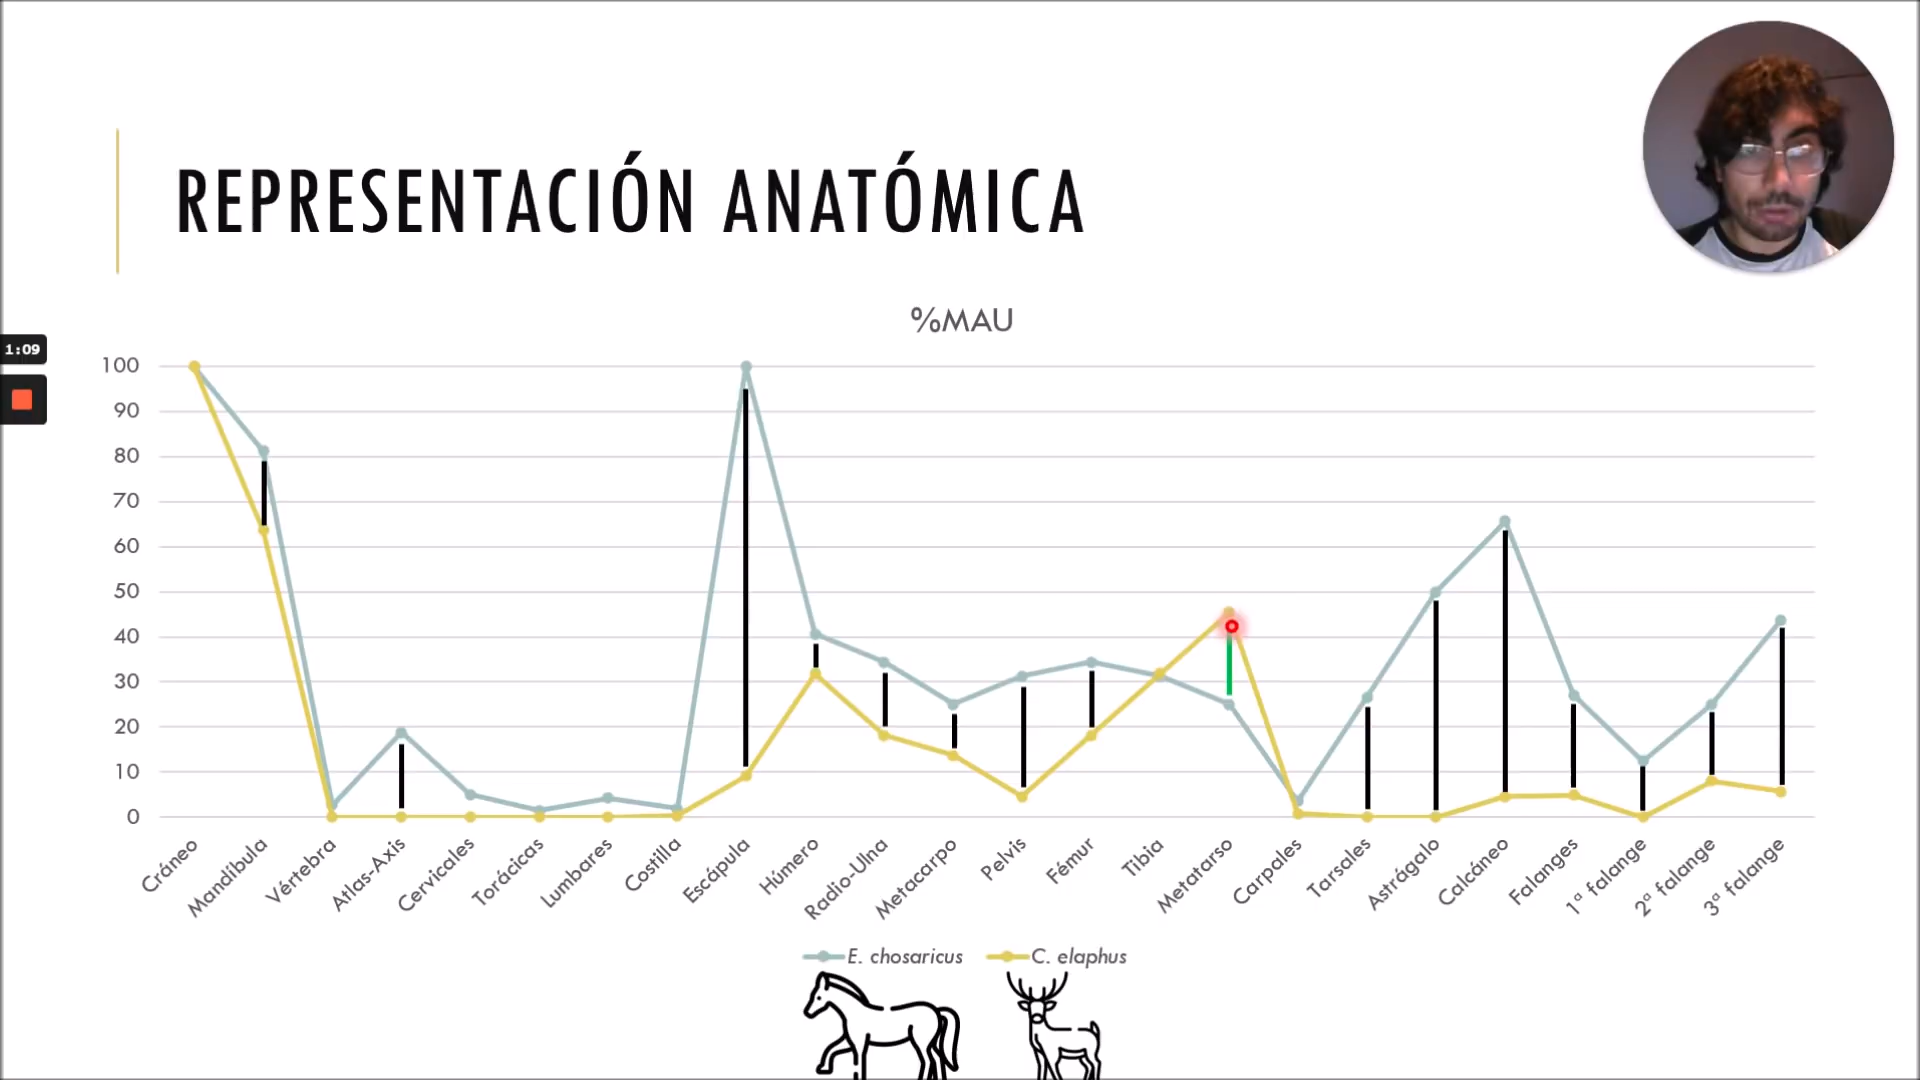 REPRESENTACIÓN ANATÓMICA
%MAU
1:09
100
90
80
70
60
50
40
30
20
10
0
Cráneo
Mandíbula
Vértebra
Atlas-Axis
Cervicales
Torácicas
Lumbares
Costilla
Escápula
Húmero
Radio-Ulna
Metacarpo
Pelvis
Fémur
Tibia
Metatarso
Carpales
Tarsales
Astrágalo
Calcáneo
Falanges
1ª falange
2ª falange
3ª falange
E. chosaricus
C. elaphus